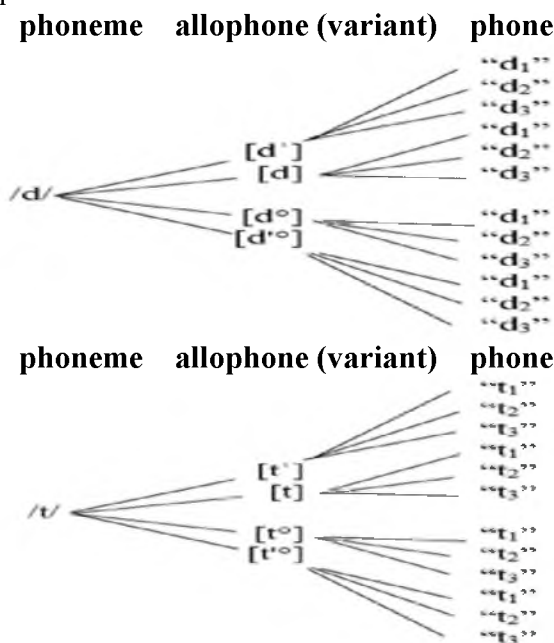 phoneme allophone (variant) phone
“d₁”
“d₂”
“d₃”
“d₁”
[d`]
“d₂”
[d]
“d₃”
/d/
[d°]
“d₁”
[d'°]
“d₂”
“d₃”
“d₁”
“d₂”
“d₃”
phoneme allophone (variant) phone
“t₁”
“t₂”
“t₃”
“t₁”
[t`]
“t₂”
[t]
“t₃”
/t/
[t°]
“t₁”
[t'°]
“t₂”
“t₃”
“t₁”
“t₂”
“t₃”